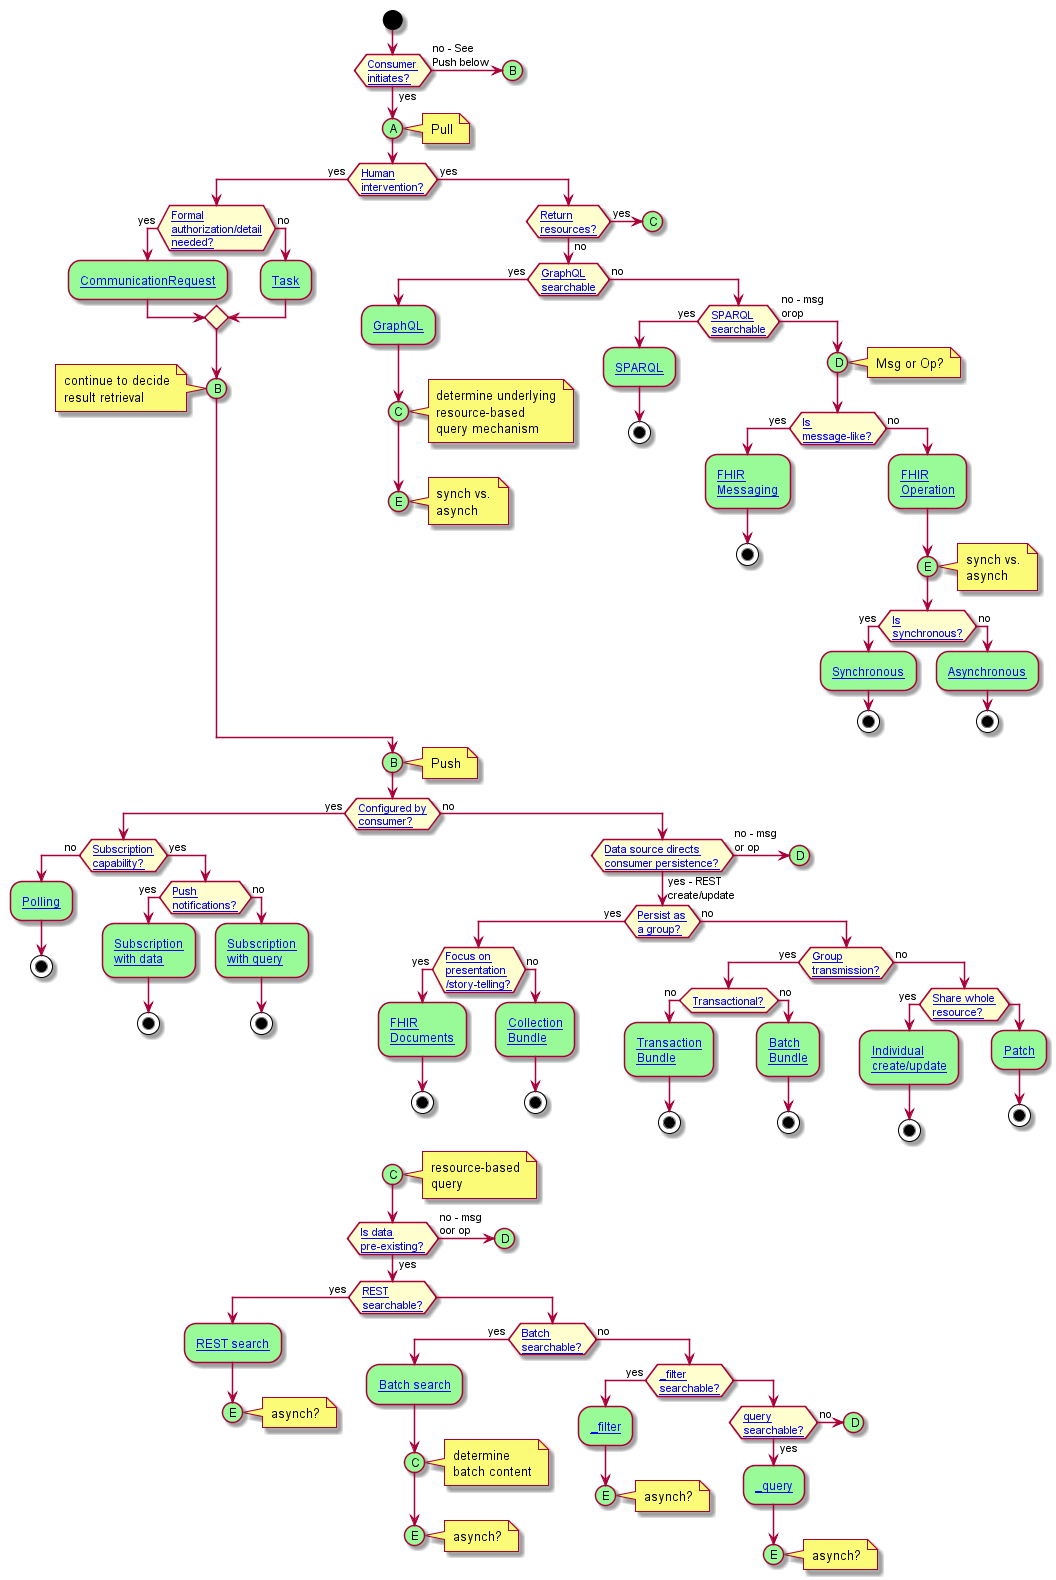 no - See
Push below
Consumer
initiates?
B
yes
A
Pull
yes
Human
intervention?
yes
yes
Formal
authorization/detail
needed?
no
Return
resources?
yes
C
no
CommunicationRequest
Task
yes
GraphQL
searchable
no
GraphQL
yes
SPARQL
searchable
no - msg
orop
SPARQL
D
Msg or Op?
continue to decide
result retrieval
B
C
determine underlying
resource-based
query mechanism
yes
Is
message-like?
no
FHIR
Messaging
FHIR
Operation
E
synch vs.
asynch
E
synch vs.
asynch
yes
Is
synchronous?
no
Synchronous
Asynchronous
B
Push
yes
Configured by
consumer?
no
no
Subscription
capability?
yes
Data source directs
consumer persistence?
no - msg
or op
D
yes - REST
create/update
Polling
yes
Push
notifications?
no
yes
Persist as
a group?
no
Subscription
with data
Subscription
with query
yes
Focus on
presentation
/story-telling?
no
yes
Group
transmission?
no
no
Transactional?
no
yes
Share whole
resource?
FHIR
Documents
Collection
Bundle
Transaction
Bundle
Batch
Bundle
Individual
create/update
Patch
C
resource-based
query
Is data
pre-existing?
no - msg
oor op
D
yes
yes
REST
searchable?
REST search
yes
Batch
searchable?
no
E
asynch?
Batch search
yes
_filter
searchable?
_filter
query
searchable?
no
D
yes
C
determine
batch content
_query
E
asynch?
E
asynch?
E
asynch?